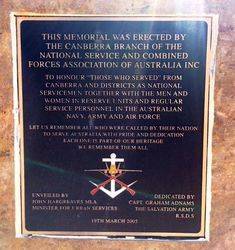 THIS MEMORIAL WAS ERECTED BY
THE CANBERRA BRANCH OF THE
NATIONAL SERVICE AND COMBINED
FORCES ASSOCIATION OF AUSTRALIA INC
TO HONOUR "THOSE WHO SERVED" FROM
CANBERRA AND DISTRICTS AS NATIONAL
SERVICEMEN TOGETHER WITH THE MEN AND
WOMEN IN RESERVE UNITS AND REGULAR
SERVICE PERSONNEL IN THE AUSTRALIAN
NAVY, ARMY AND AIR FORCE
LET US REMEMBER ALL WHO WERE CALLED BY THEIR NATION
TO SERVE AUSTRALIA WITH PRIDE AND DEDICATION
EACH ONE IS PART OF OUR HERITAGE
WE REMEMBER THEM ALL
UNVEILED BY
JOHN HARGREAVES MLA
MINISTER FOR URBAN SERVICES
DEDICATED BY
CAPT. GRAHAM ADNAMS
THE SALVATION ARMY
R.S.D.S
19TH MARCH 2005